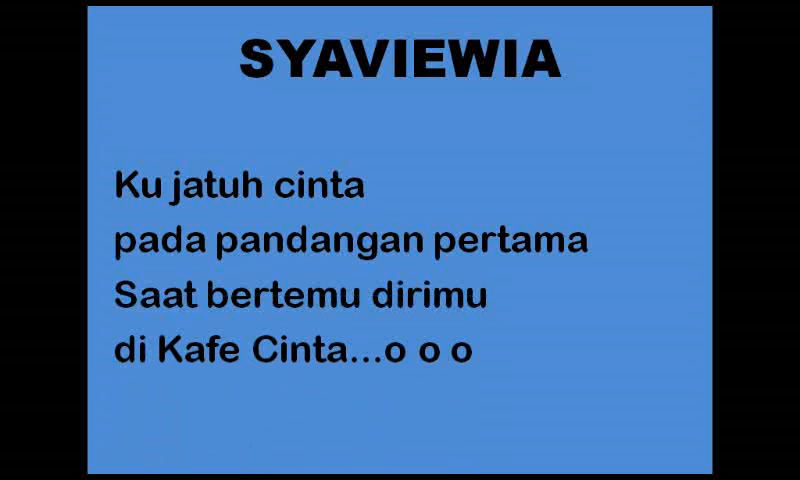 SYAVIEWIA
Ku jatuh cinta
pada pandangan pertama
Saat bertemu dirimu
di Kafe Cinta...o o o